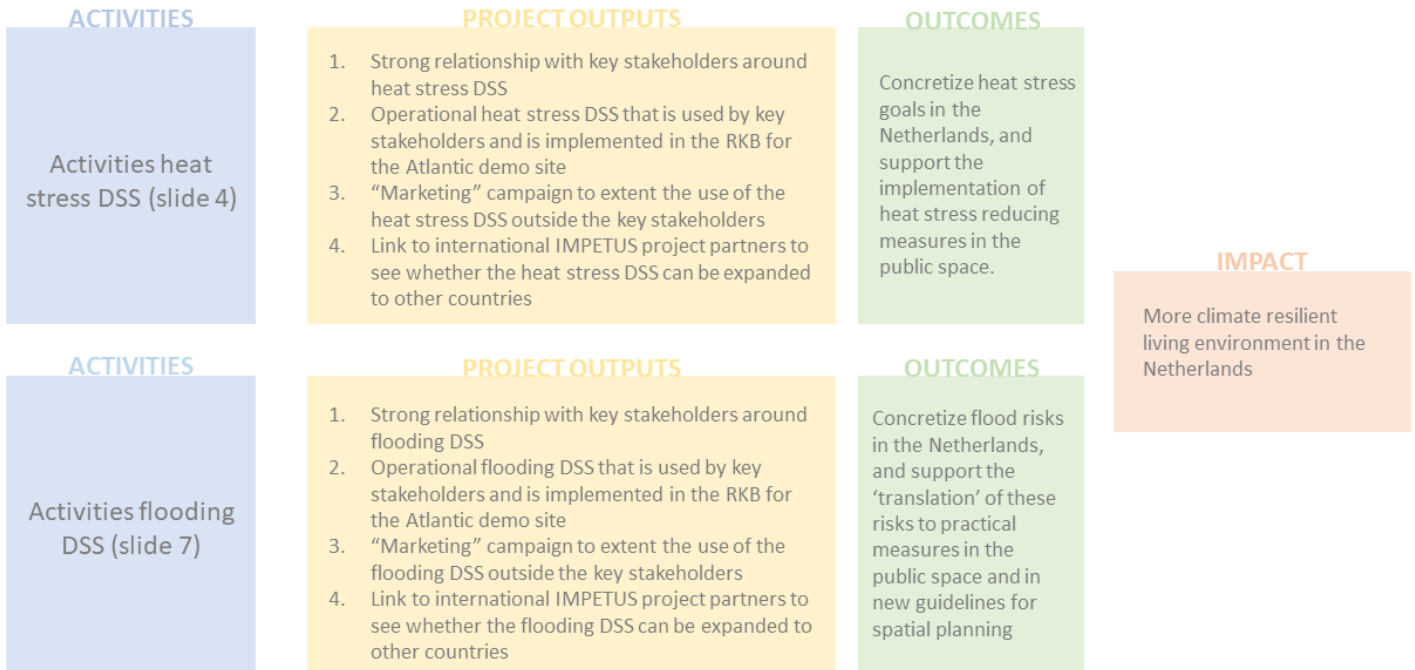 ACTIVITIES
Activities heat
stress DSS (slide 4)
PROJECT OUTPUTS
1. Strong relationship with key stakeholders around
heat stress DSS
2. Operational heat stress DSS that is used by key
stakeholders and is implemented in the RKB for
the Atlantic demo site
3. “Marketing” campaign to extent the use of the
heat stress DSS outside the key stakeholders
4. Link to international IMPETUS project partners to
see whether the heat stress DSS can be expanded
to other countries
OUTCOMES
Concretize heat stress
goals in the
Netherlands, and
support the
implementation of
heat stress reducing
measures in the
public space.
ACTIVITIES
Activities flooding
DSS (slide 7)
PROJECT OUTPUTS
1. Strong relationship with key stakeholders around
flooding DSS
2. Operational flooding DSS that is used by key
stakeholders and is implemented in the RKB for
the Atlantic demo site
3. “Marketing” campaign to extent the use of the
flooding DSS outside the key stakeholders
4. Link to international IMPETUS project partners to
see whether the flooding DSS can be expanded to
other countries
OUTCOMES
Concretize flood risks
in the Netherlands,
and support the
‘translation’ of these
risks to practical
measures in the
public space and in
new guidelines for
spatial planning
IMPACT
More climate resilient
living environment in the
Netherlands